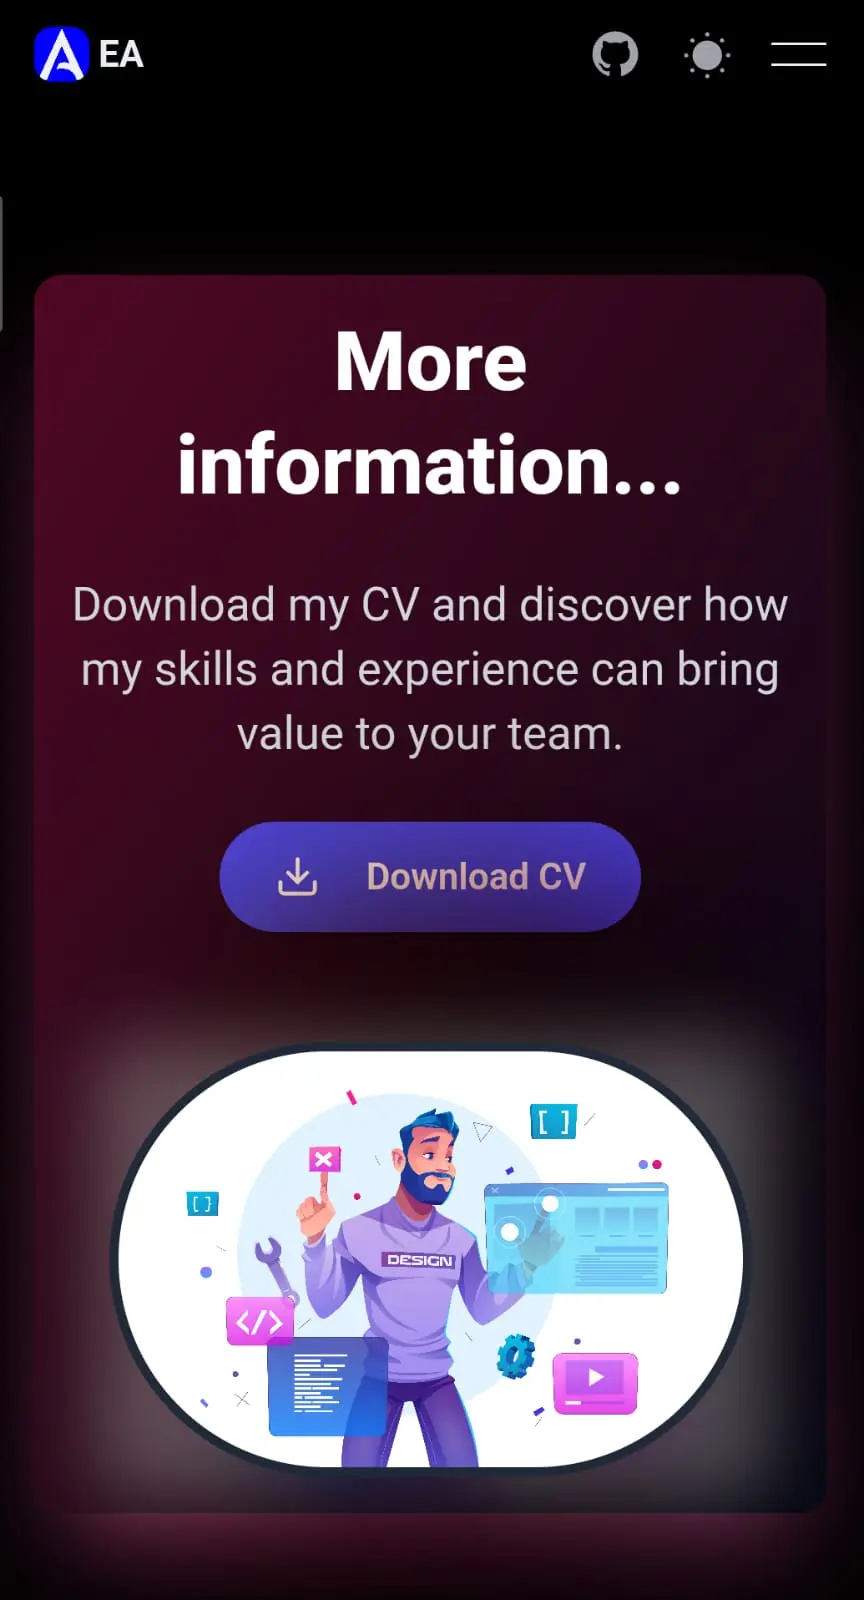 EA
More
information...
Download my CV and discover how
my skills and experience can bring
value to your team.
Download CV
[ ]
{ }
DESIGN
</>